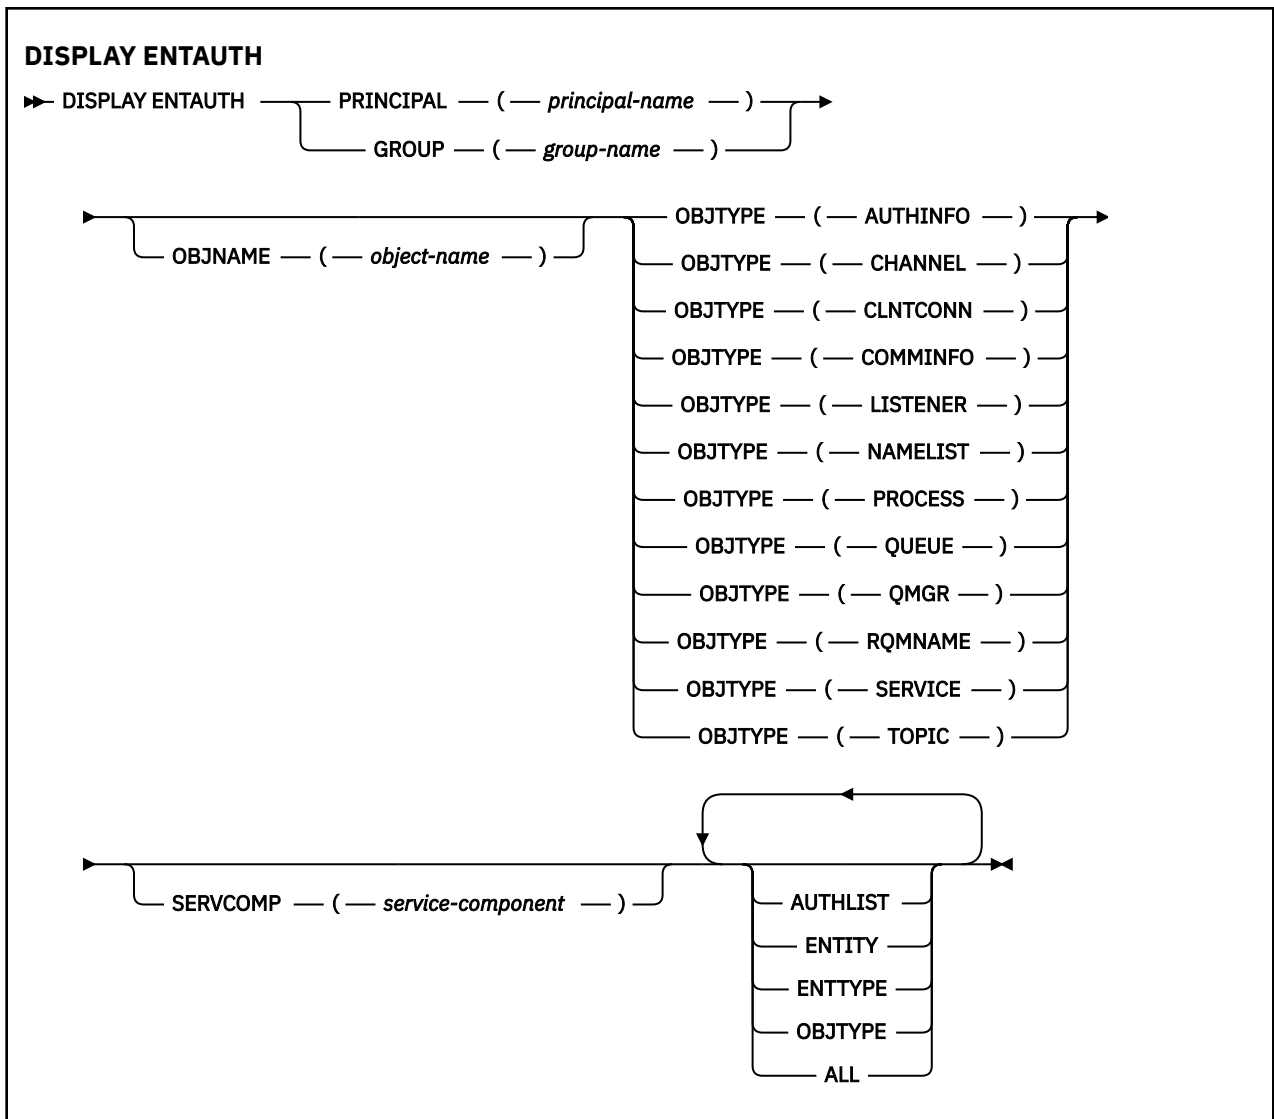 DISPLAY ENTAUTH
DISPLAY ENTAUTH PRINCIPAL ( principal-name )
GROUP ( group-name )
OBJTYPE ( AUTHINFO )
OBJNAME ( object-name )
OBJTYPE ( CHANNEL )
OBJTYPE ( CLNTCONN )
OBJTYPE ( COMMINFO )
OBJTYPE ( LISTENER )
OBJTYPE ( NAMELIST )
OBJTYPE ( PROCESS )
OBJTYPE ( QUEUE )
OBJTYPE ( QMGR )
OBJTYPE ( RQMNAME )
OBJTYPE ( SERVICE )
OBJTYPE ( TOPIC )
SERVCOMP ( service-component )
AUTHLIST
ENTITY
ENTTYPE
OBJTYPE
ALL